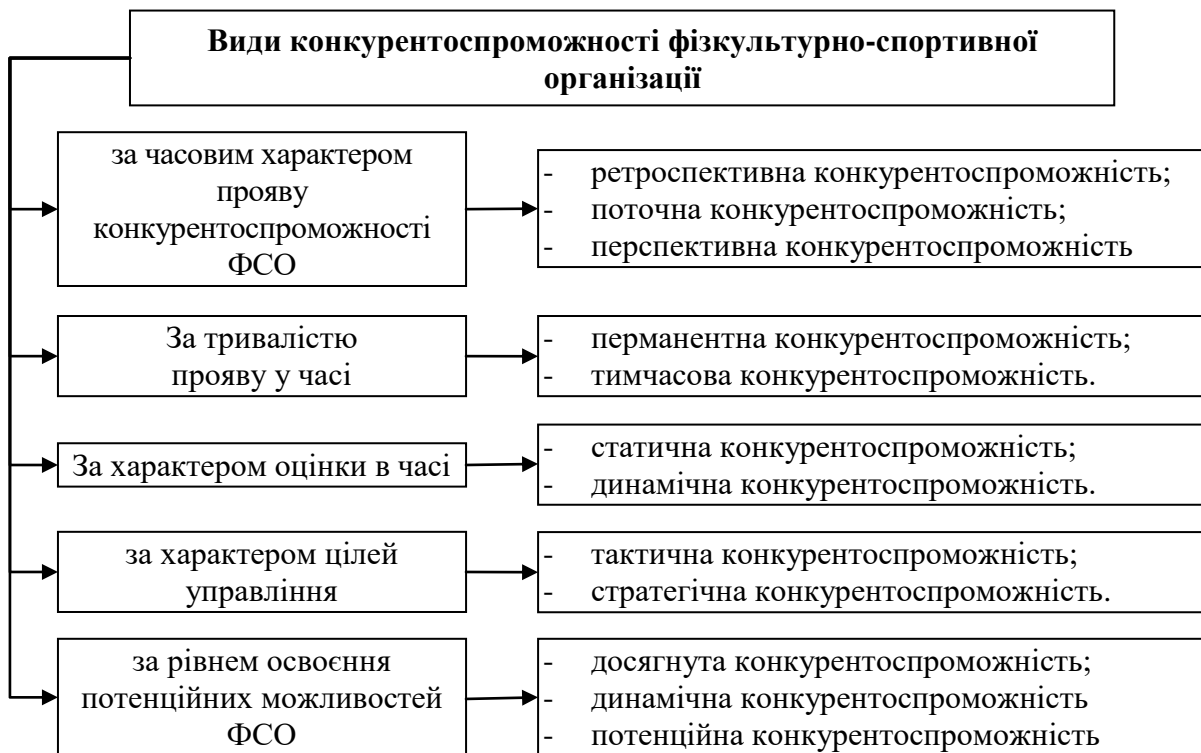 Види конкурентоспроможності фізкультурно-спортивної
організації
за часовим характером
прояву
конкурентоспроможності
ФСО
- ретроспективна конкурентоспроможність;
- поточна конкурентоспроможність;
- перспективна конкурентоспроможність
За тривалістю
прояву у часі
- перманентна конкурентоспроможність;
- тимчасова конкурентоспроможність.
За характером оцінки в часі
- статична конкурентоспроможність;
- динамічна конкурентоспроможність.
за характером цілей
управління
- тактична конкурентоспроможність;
- стратегічна конкурентоспроможність.
за рівнем освоєння
потенційних можливостей
ФСО
- досягнута конкурентоспроможність;
- динамічна конкурентоспроможність
- потенційна конкурентоспроможність